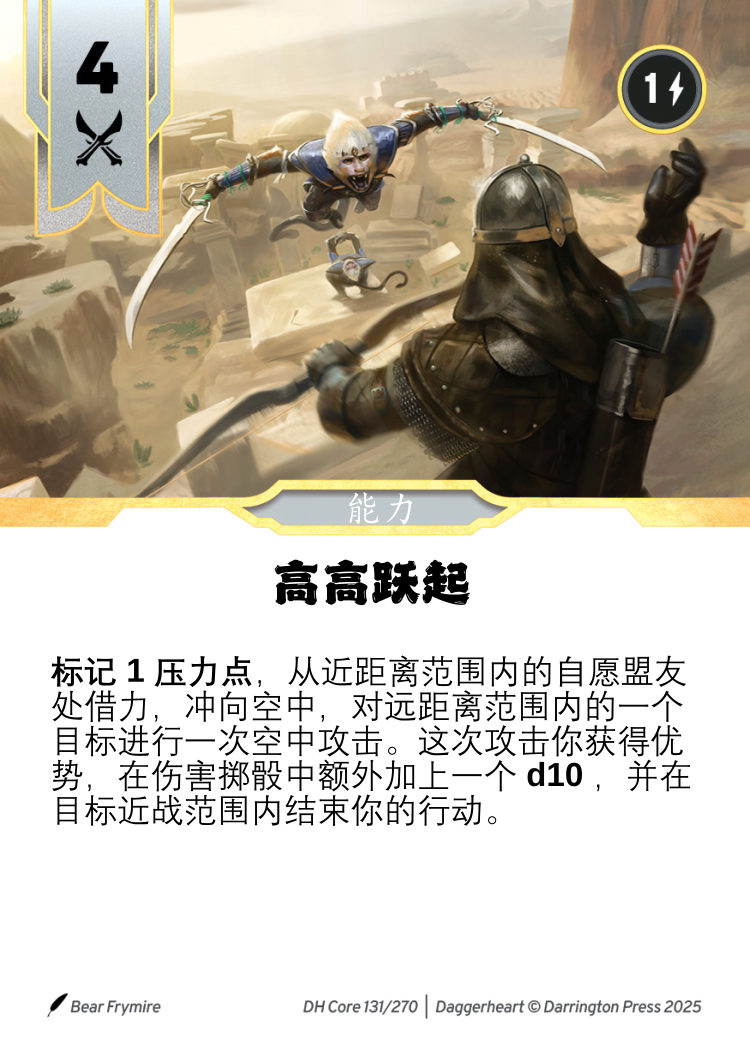 4
1
能力
高高跃起
标记 1 压力点，从近距离范围内的自愿盟友
处借力，冲向空中，对远距离范围内的一个
目标进行一次空中攻击。这次攻击你获得优
势，在伤害掷骰中额外加上一个 d10 ，并在
目标近战范围内结束你的行动。
Bear Frymire
DH Core 131/270 | Daggerheart © Darrington Press 2025